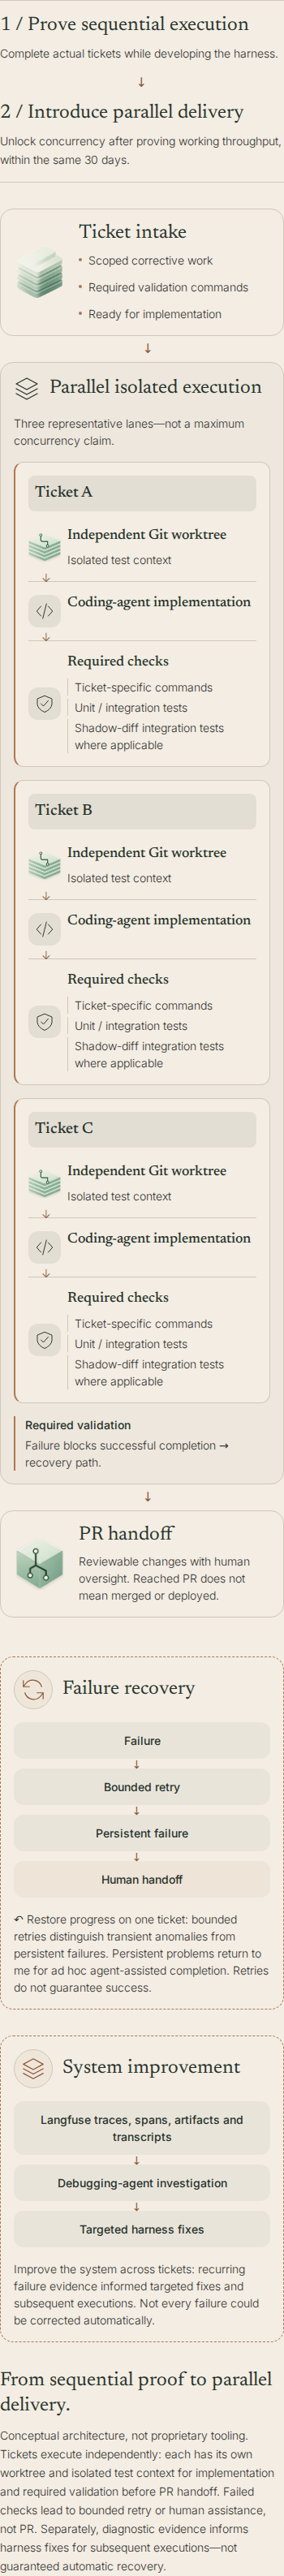 1 / Prove sequential execution
Complete actual tickets while developing the harness.
↓
2 / Introduce parallel delivery
Unlock concurrency after proving working throughput,
within the same 30 days.
Ticket intake
• Scoped corrective work
• Required validation commands
• Ready for implementation
↓
Parallel isolated execution
Three representative lanes—not a maximum
concurrency claim.
Ticket A
Independent Git worktree
Isolated test context
↓
Coding-agent implementation
↓
Required checks
Ticket-specific commands
Unit / integration tests
Shadow-diff integration tests
where applicable
Ticket B
Independent Git worktree
Isolated test context
↓
Coding-agent implementation
↓
Required checks
Ticket-specific commands
Unit / integration tests
Shadow-diff integration tests
where applicable
Ticket C
Independent Git worktree
Isolated test context
↓
Coding-agent implementation
↓
Required checks
Ticket-specific commands
Unit / integration tests
Shadow-diff integration tests
where applicable
Required validation
Failure blocks successful completion →
recovery path.
↓
PR handoff
Reviewable changes with human
oversight. Reached PR does not
mean merged or deployed.
Failure recovery
Failure
↓
Bounded retry
↓
Persistent failure
↓
Human handoff
↶ Restore progress on one ticket: bounded
retries distinguish transient anomalies from
persistent failures. Persistent problems return to
me for ad hoc agent-assisted completion. Retries
do not guarantee success.
System improvement
Langfuse traces, spans, artifacts and
transcripts
↓
Debugging-agent investigation
↓
Targeted harness fixes
Improve the system across tickets: recurring
failure evidence informed targeted fixes and
subsequent executions. Not every failure could
be corrected automatically.
From sequential proof to parallel
delivery.
Conceptual architecture, not proprietary tooling.
Tickets execute independently: each has its own
worktree and isolated test context for implementation
and required validation before PR handoff. Failed
checks lead to bounded retry or human assistance,
not PR. Separately, diagnostic evidence informs
harness fixes for subsequent executions—not
guaranteed automatic recovery.